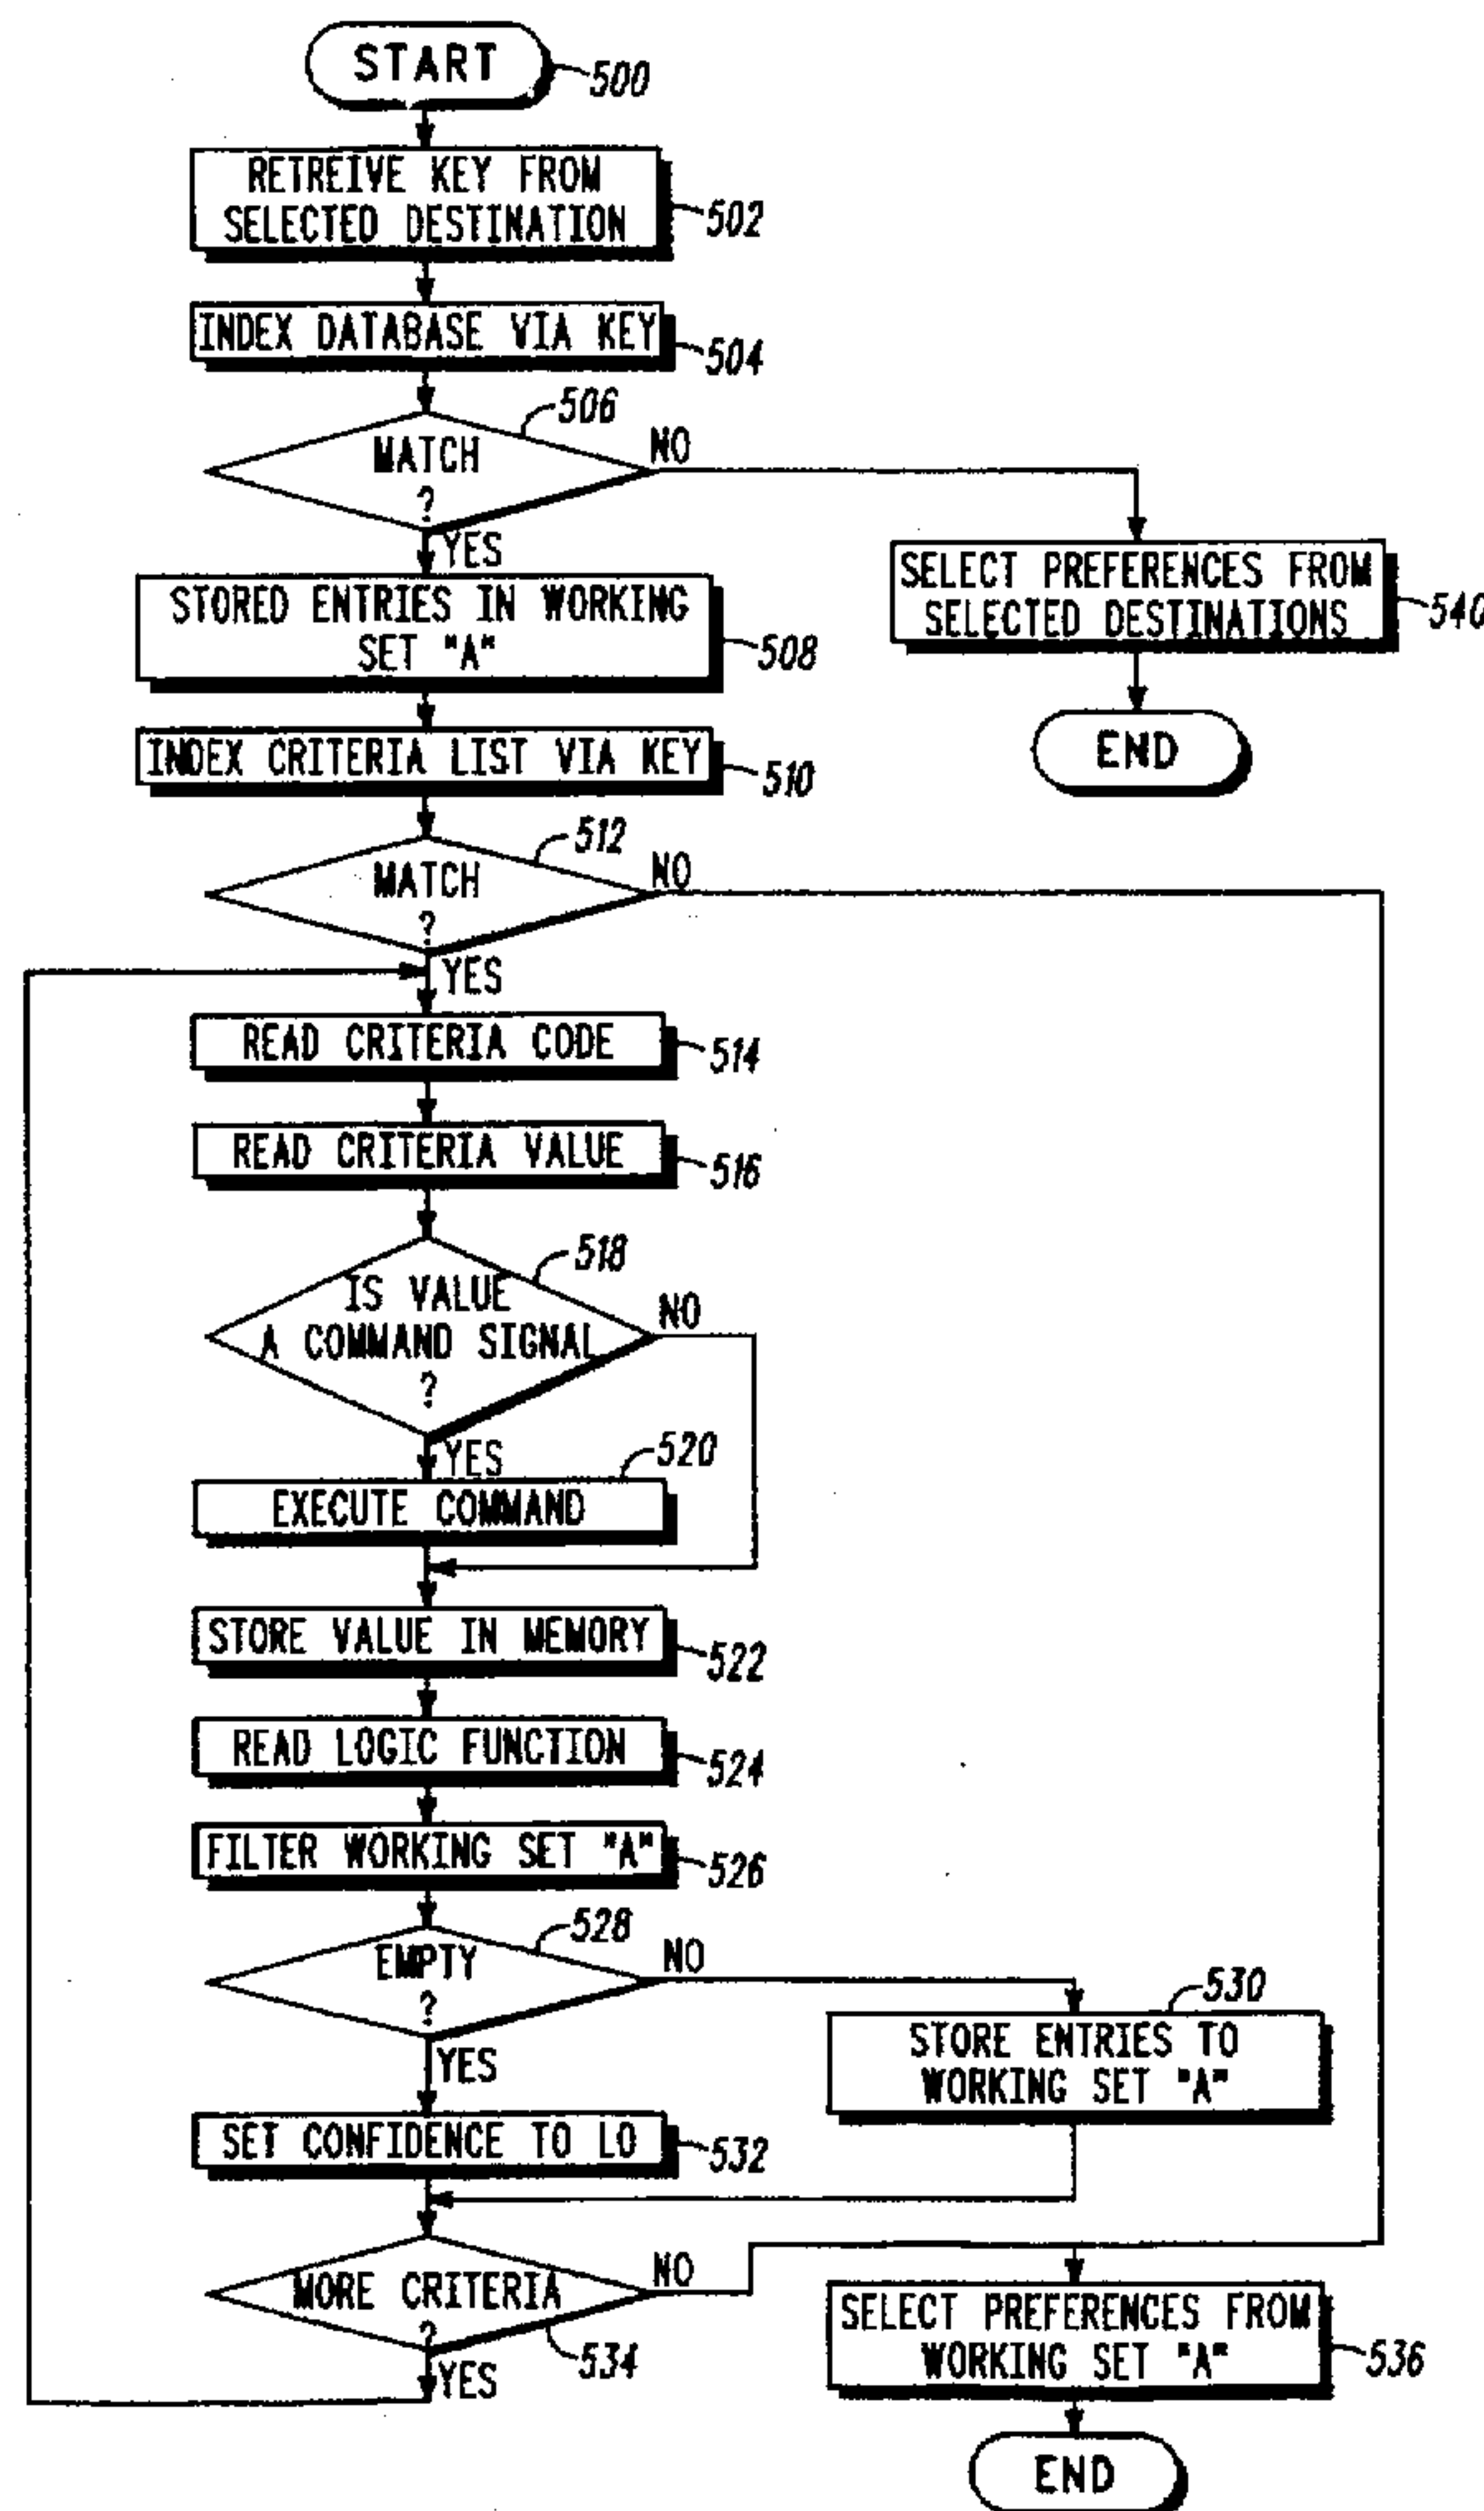 START
500
RETREIVE KEY FROM
SELECTED DESTINATION
502
INDEX DATABASE VIA KEY
504
506
MATCH
?
NO
YES
STORED ENTRIES IN WORKING
SET "A"
508
SELECT PREFERENCES FROM
SELECTED DESTINATIONS
540
END
INDEX CRITERIA LIST VIA KEY
510
512
MATCH
?
NO
YES
READ CRITERIA CODE
514
READ CRITERIA VALUE
516
518
IS VALUE
A COMMAND SIGNAL
?
NO
YES
520
EXECUTE COMMAND
STORE VALUE IN MEMORY
522
READ LOGIC FUNCTION
524
FILTER WORKING SET "A"
526
528
EMPTY
?
NO
YES
530
STORE ENTRIES TO
WORKING SET "A"
SET CONFIDENCE TO LO
532
MORE CRITERIA
?
NO
534
YES
SELECT PREFERENCES FROM
WORKING SET "A"
536
END